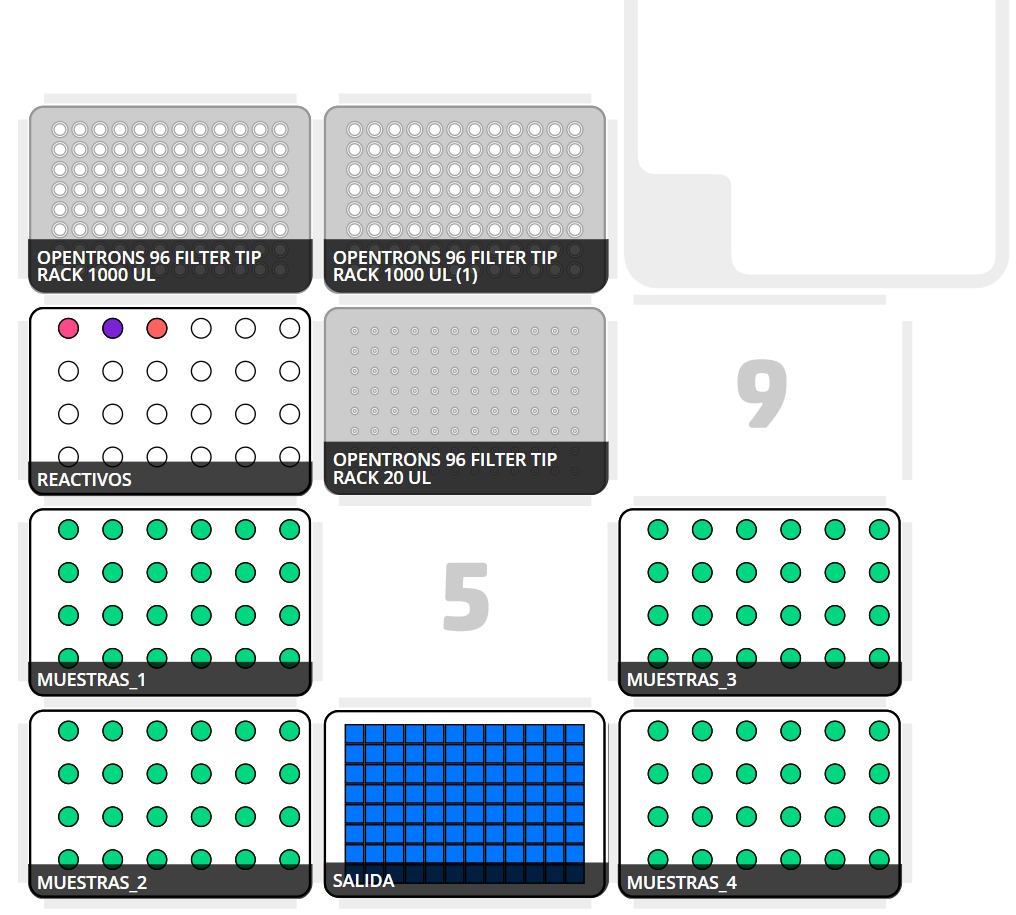 OPENTRONS 96 FILTER TIP
RACK 1000 UL
OPENTRONS 96 FILTER TIP
RACK 1000 UL (1)
REACTIVOS
OPENTRONS 96 FILTER TIP
RACK 20 UL
9
MUESTRAS_1
5
MUESTRAS_3
MUESTRAS_2
SALIDA
MUESTRAS_4